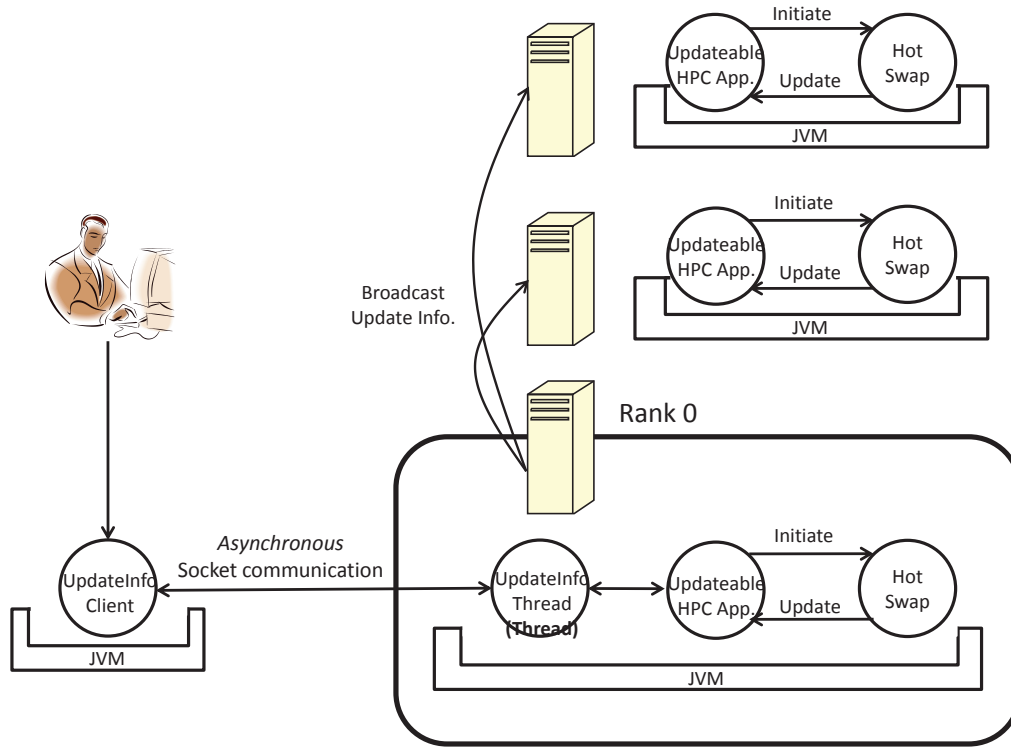 Initiate
Updateable
HPC App.
Hot
Swap
Update
JVM
Initiate
Updateable
HPC App.
Hot
Swap
Update
JVM
Broadcast
Update Info.
Rank 0
Asynchronous
Socket communication
UpdateInfo
Client
JVM
UpdateInfo
Thread
(Thread)
Initiate
Updateable
HPC App.
Hot
Swap
Update
JVM